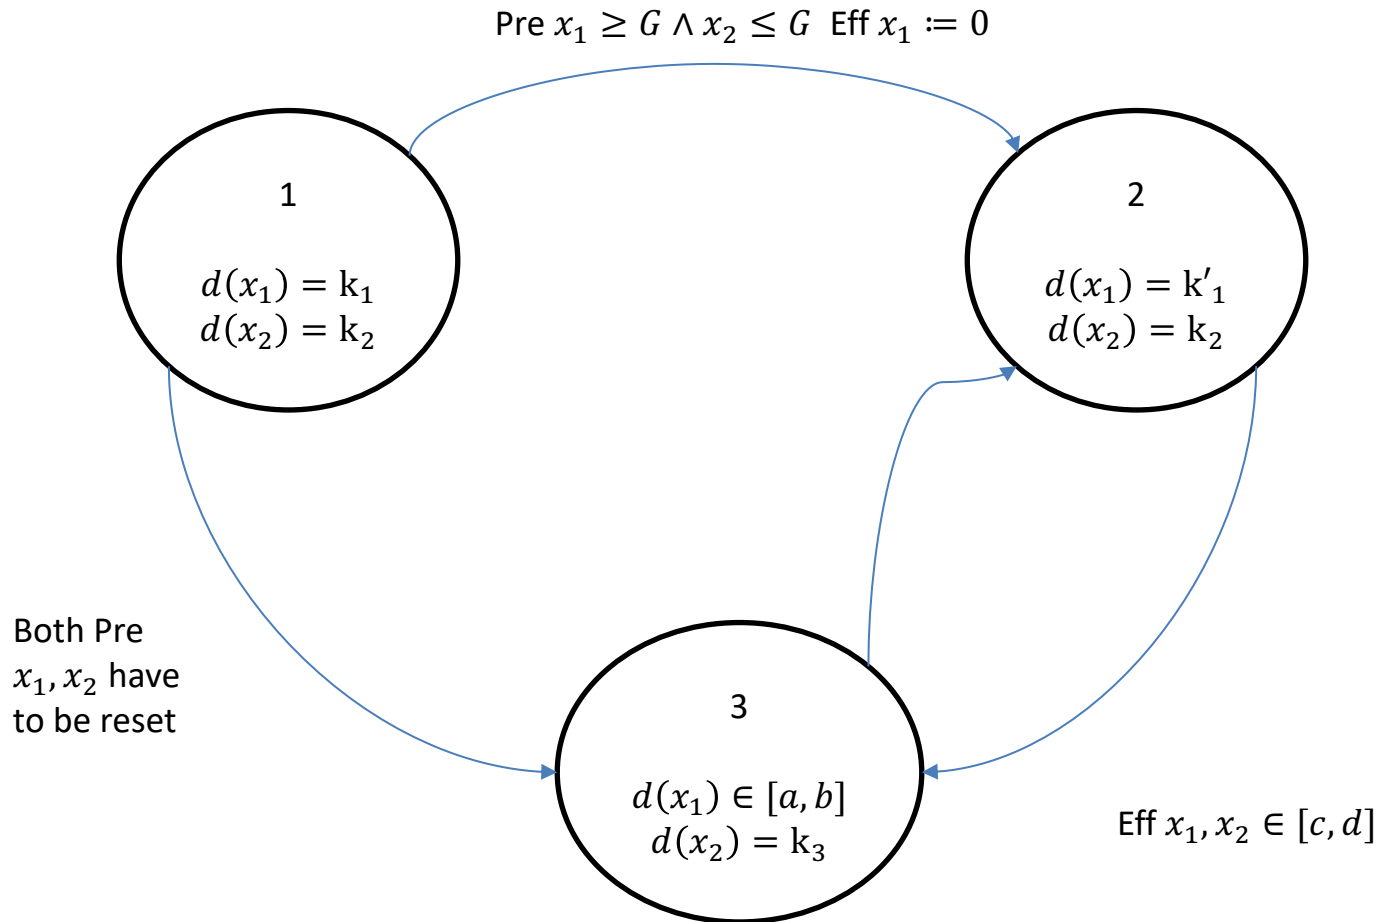 Pre x₁ ≥ G ∧ x₂ ≤ G Eff x₁ ≔ 0
1
d(x₁) = k₁
d(x₂) = k₂
2
d(x₁) = k′₁
d(x₂) = k₂
Both Pre
x₁, x₂ have
to be reset
3
d(x₁) ∈ [a, b]
d(x₂) = k₃
Eff x₁, x₂ ∈ [c, d]